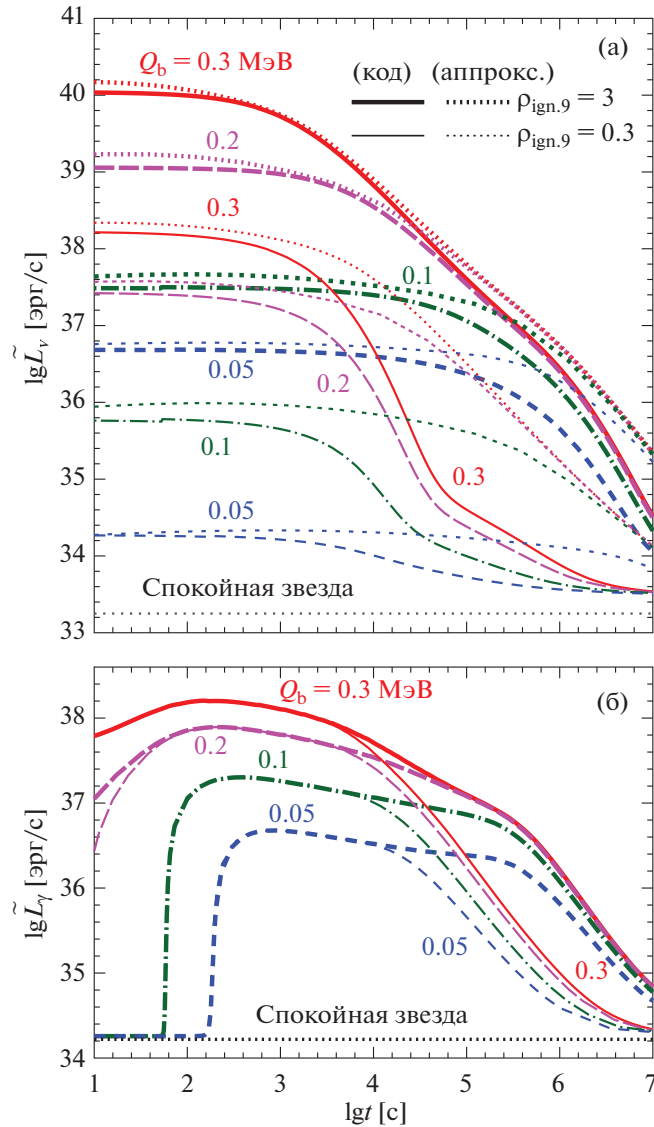 (а)
Q_b = 0.3 МэВ
(код) (аппрокс.)
ρ_ign.9 = 3
ρ_ign.9 = 0.3
0.2
0.3
0.1
0.05
0.2
0.1
0.3
0.05
Спокойная звезда
41
40
39
38
37
36
35
34
33
lgL̃_ν [эрг/с]
(б)
Q_b = 0.3 МэВ
0.2
0.1
0.05
0.05
0.3
Спокойная звезда
38
37
36
35
34
lgL̃_γ [эрг/с]
1 2 3 4 5 6 7
lgt [с]